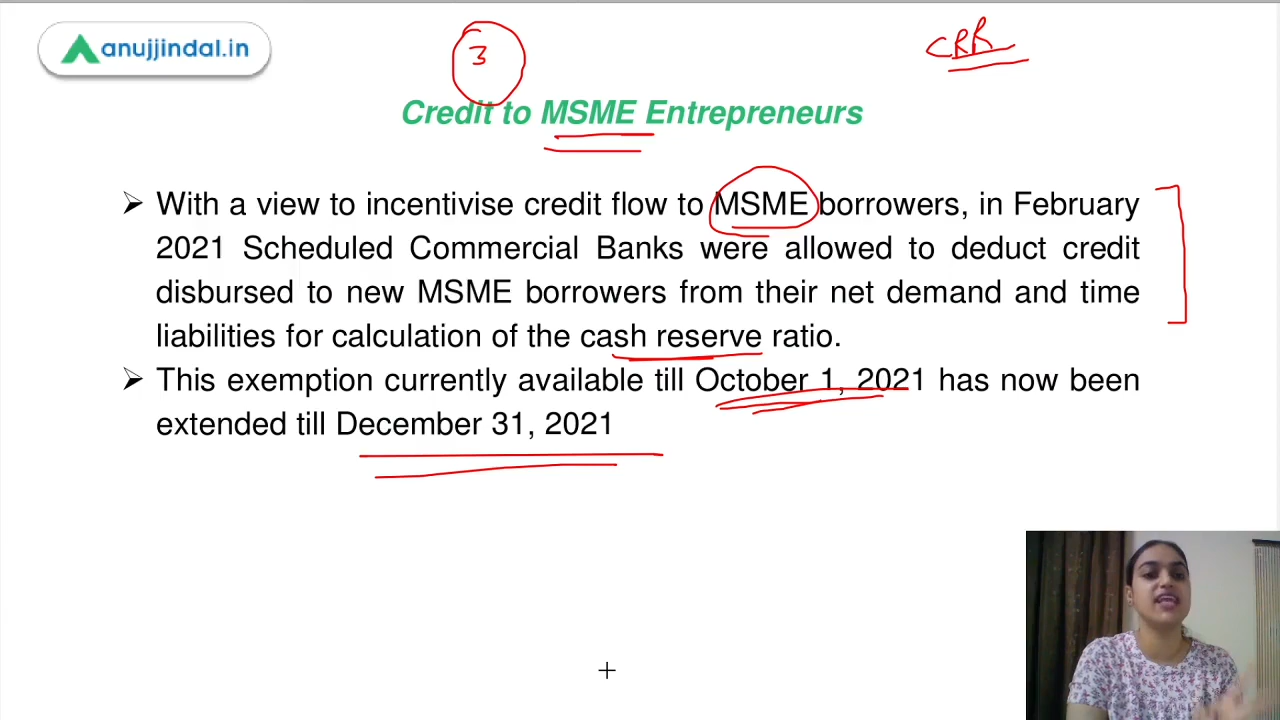 anujjindal.in
3
CRR
Credit to MSME Entrepreneurs
With a view to incentivise credit flow to MSME borrowers, in February
2021 Scheduled Commercial Banks were allowed to deduct credit
disbursed to new MSME borrowers from their net demand and time
liabilities for calculation of the cash reserve ratio.
This exemption currently available till October 1, 2021 has now been
extended till December 31, 2021